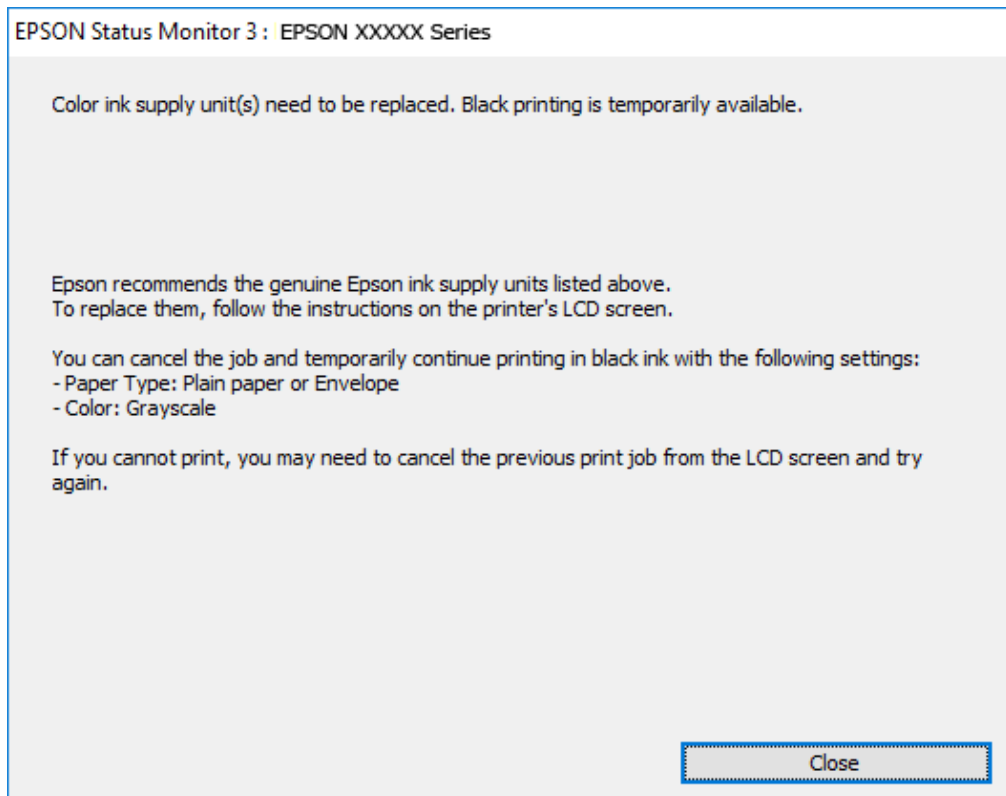 EPSON Status Monitor 3 : EPSON XXXXX Series
Color ink supply unit(s) need to be replaced. Black printing is temporarily available.
Epson recommends the genuine Epson ink supply units listed above.
To replace them, follow the instructions on the printer's LCD screen.
You can cancel the job and temporarily continue printing in black ink with the following settings:
- Paper Type: Plain paper or Envelope
- Color: Grayscale
If you cannot print, you may need to cancel the previous print job from the LCD screen and try
again.
Close